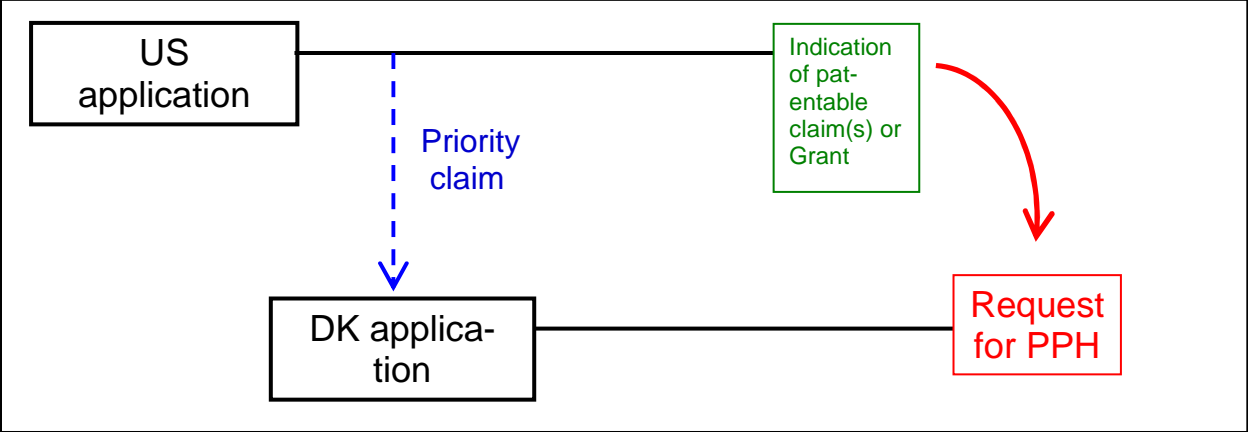 US
application
Indication
of pat-
entable
claim(s) or
Grant
Priority
claim
DK applica-
tion
Request
for PPH